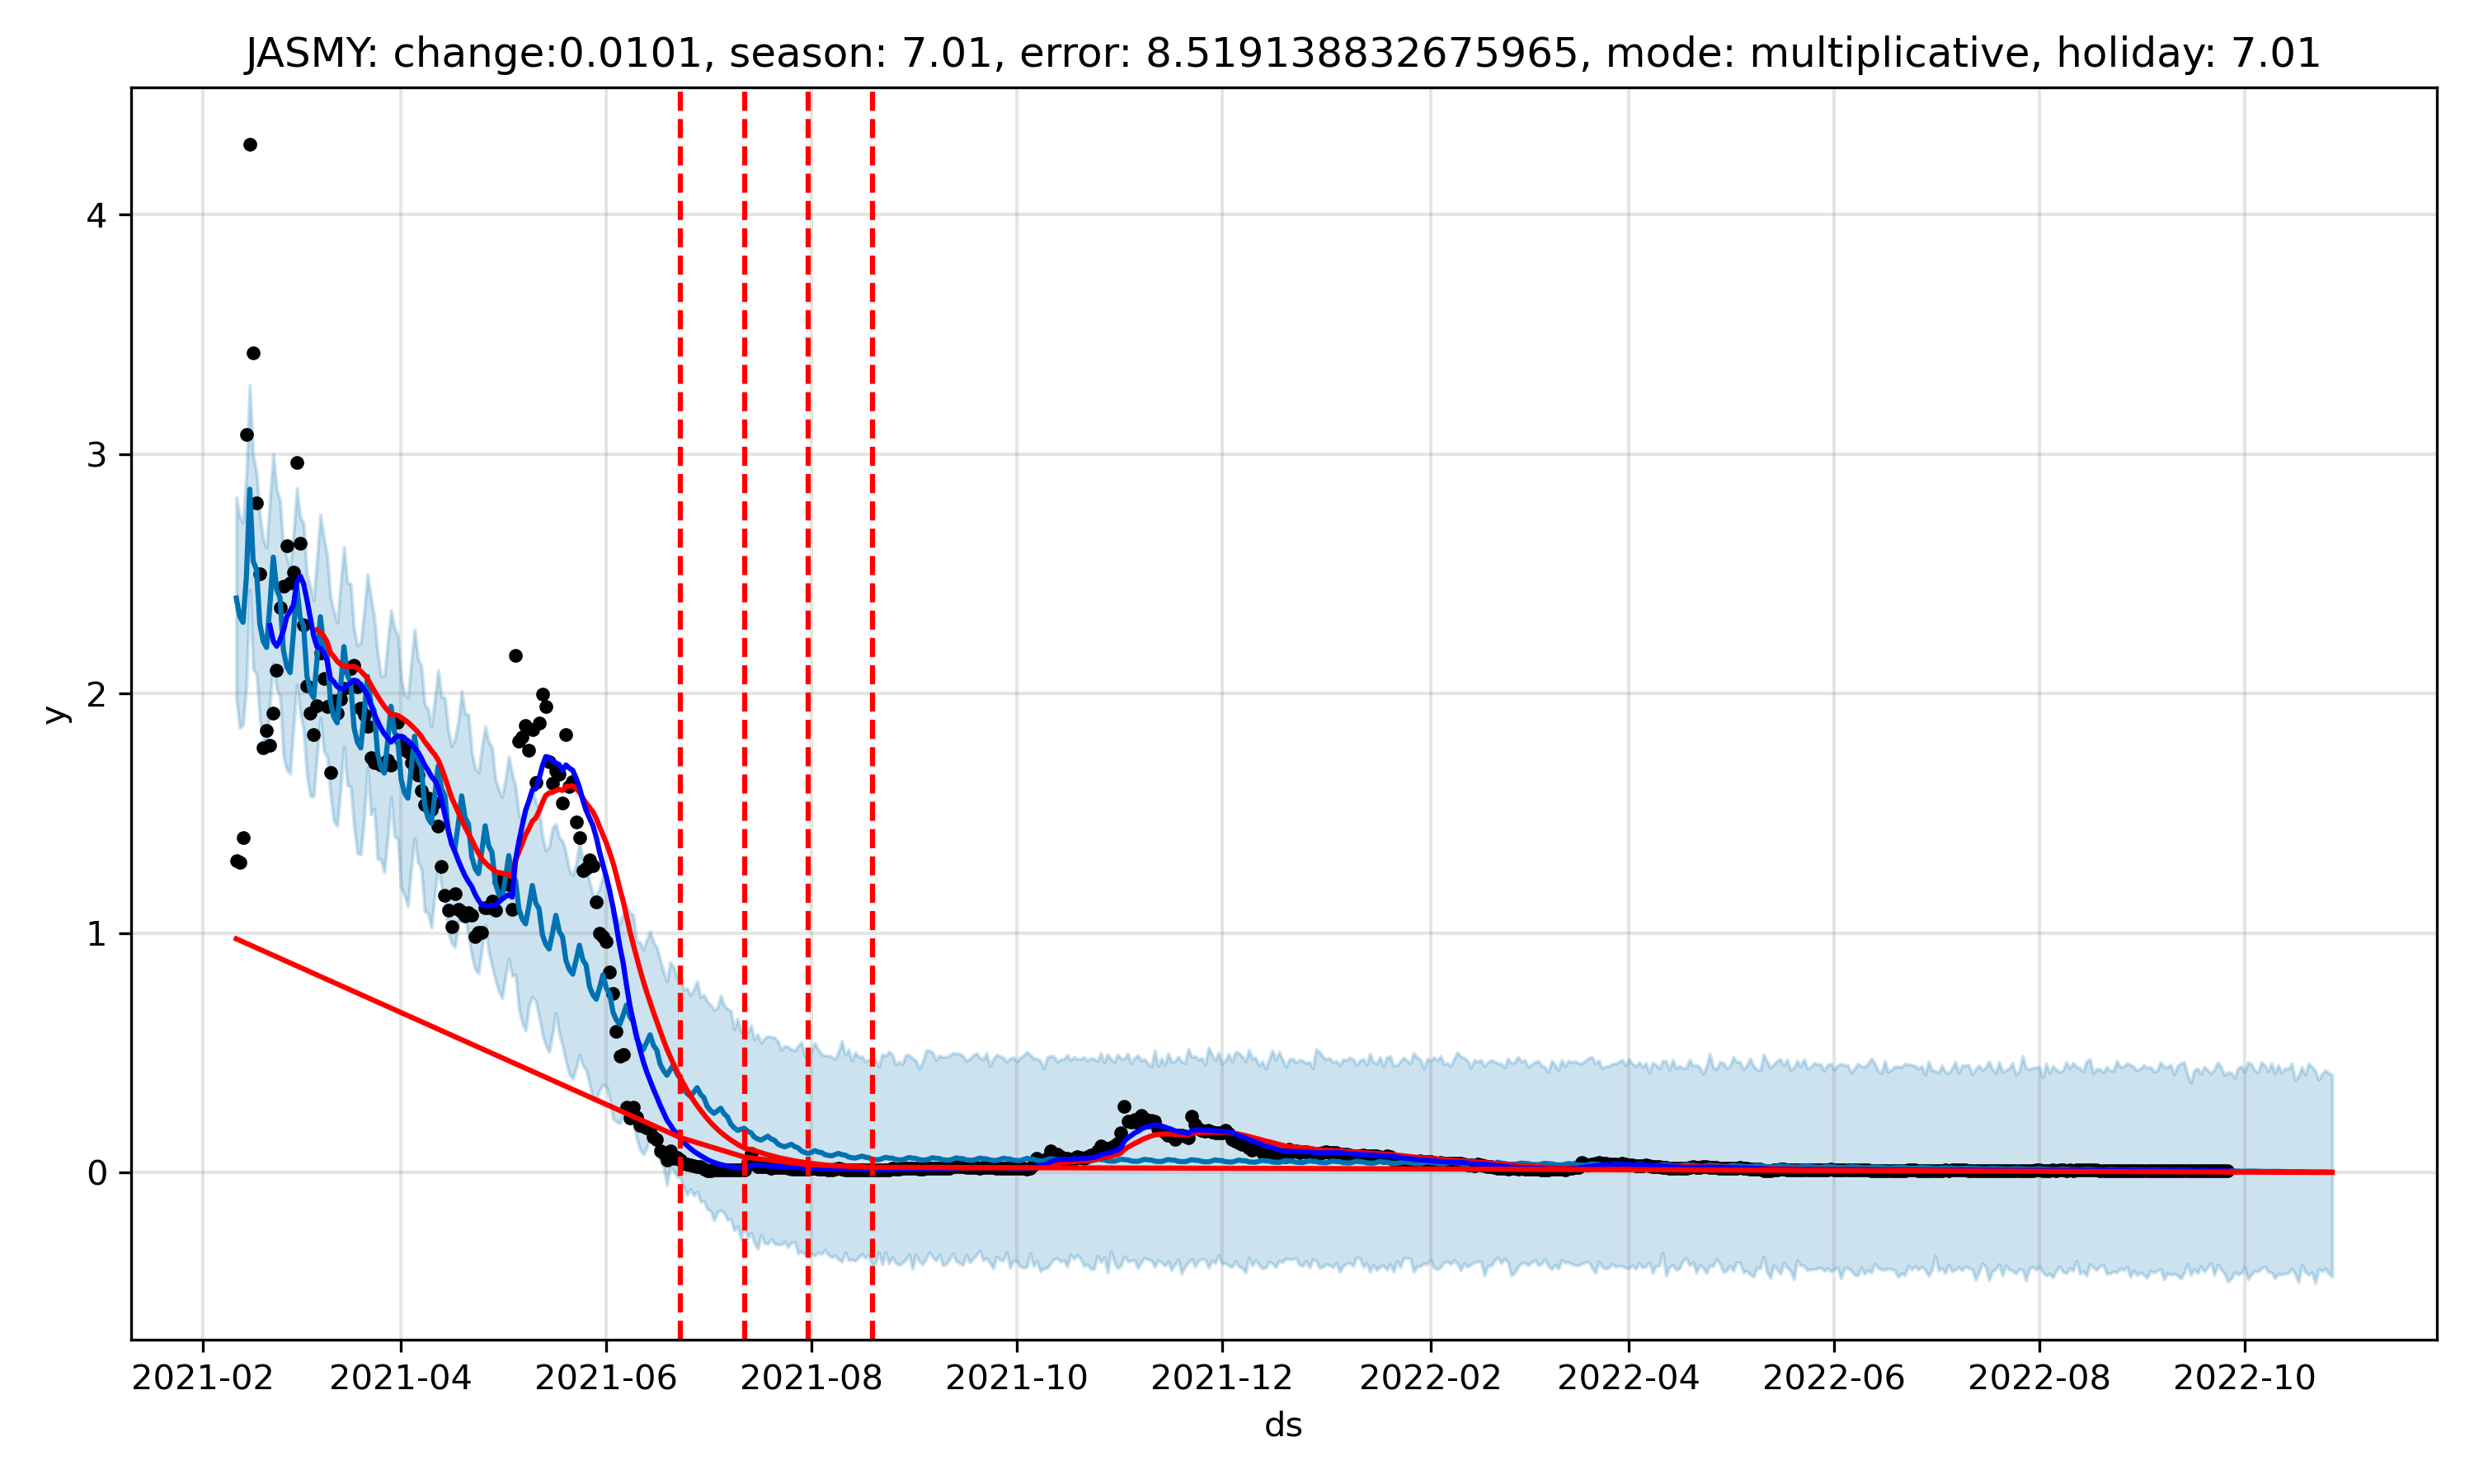 JASMY: change:0.0101, season: 7.01, error: 8.519138832675965, mode: multiplicative, holiday: 7.01
4
3
2
1
0
y
2021-02 2021-04 2021-06 2021-08 2021-10 2021-12 2022-02 2022-04 2022-06 2022-08 2022-10
ds